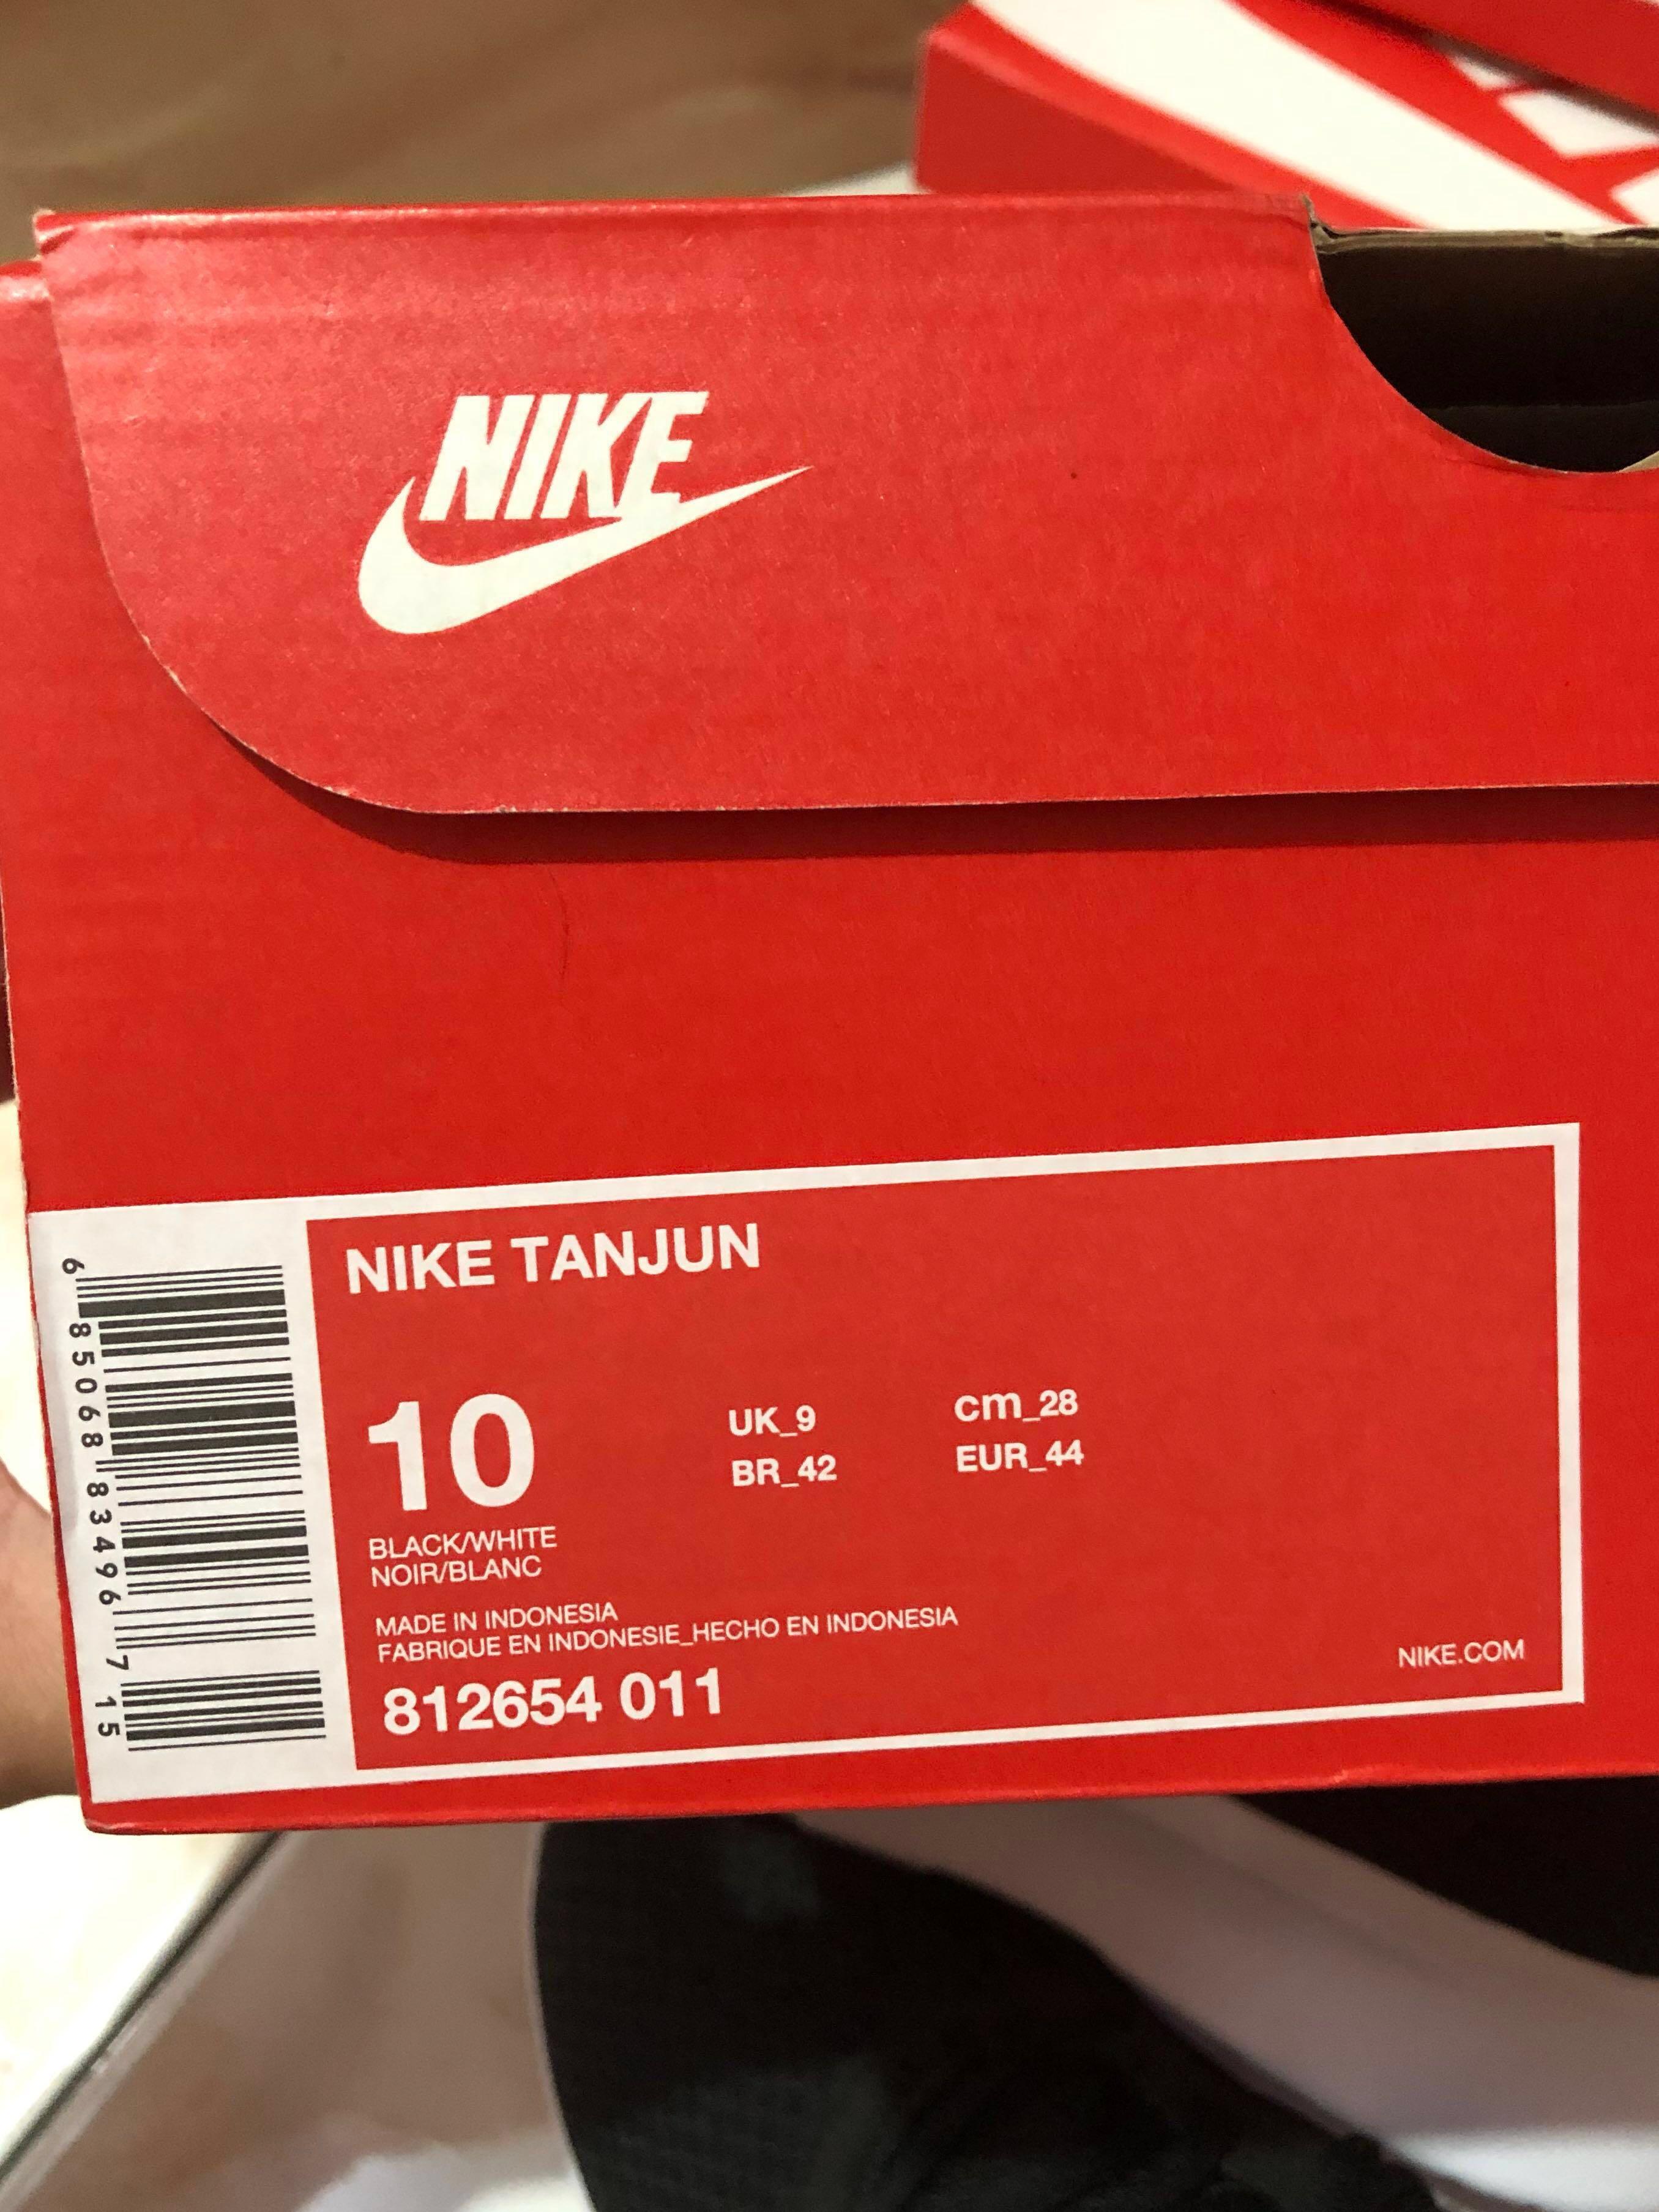 NIKE
NIKE TANJUN
10
UK_9
cm_28
BR_42
EUR_44
BLACK/WHITE
NOIR/BLANC
MADE IN INDONESIA
FABRIQUE EN INDONESIE_HECHO EN INDONESIA
812654 011
NIKE.COM
6 85068 83496 7 15